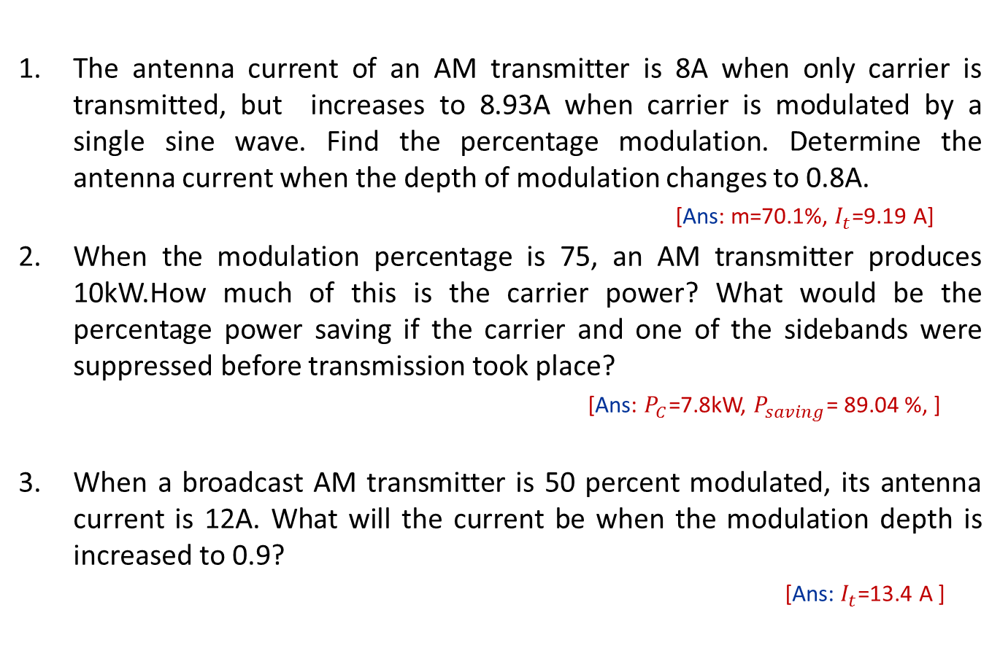 1. The antenna current of an AM transmitter is 8A when only carrier is
transmitted, but increases to 8.93A when carrier is modulated by a
single sine wave. Find the percentage modulation. Determine the
antenna current when the depth of modulation changes to 0.8A.
[Ans: m=70.1%, I_t=9.19 A]
2. When the modulation percentage is 75, an AM transmitter produces
10kW.How much of this is the carrier power? What would be the
percentage power saving if the carrier and one of the sidebands were
suppressed before transmission took place?
[Ans: P_C=7.8kW, P_saving= 89.04 %, ]
3. When a broadcast AM transmitter is 50 percent modulated, its antenna
current is 12A. What will the current be when the modulation depth is
increased to 0.9?
[Ans: I_t=13.4 A ]